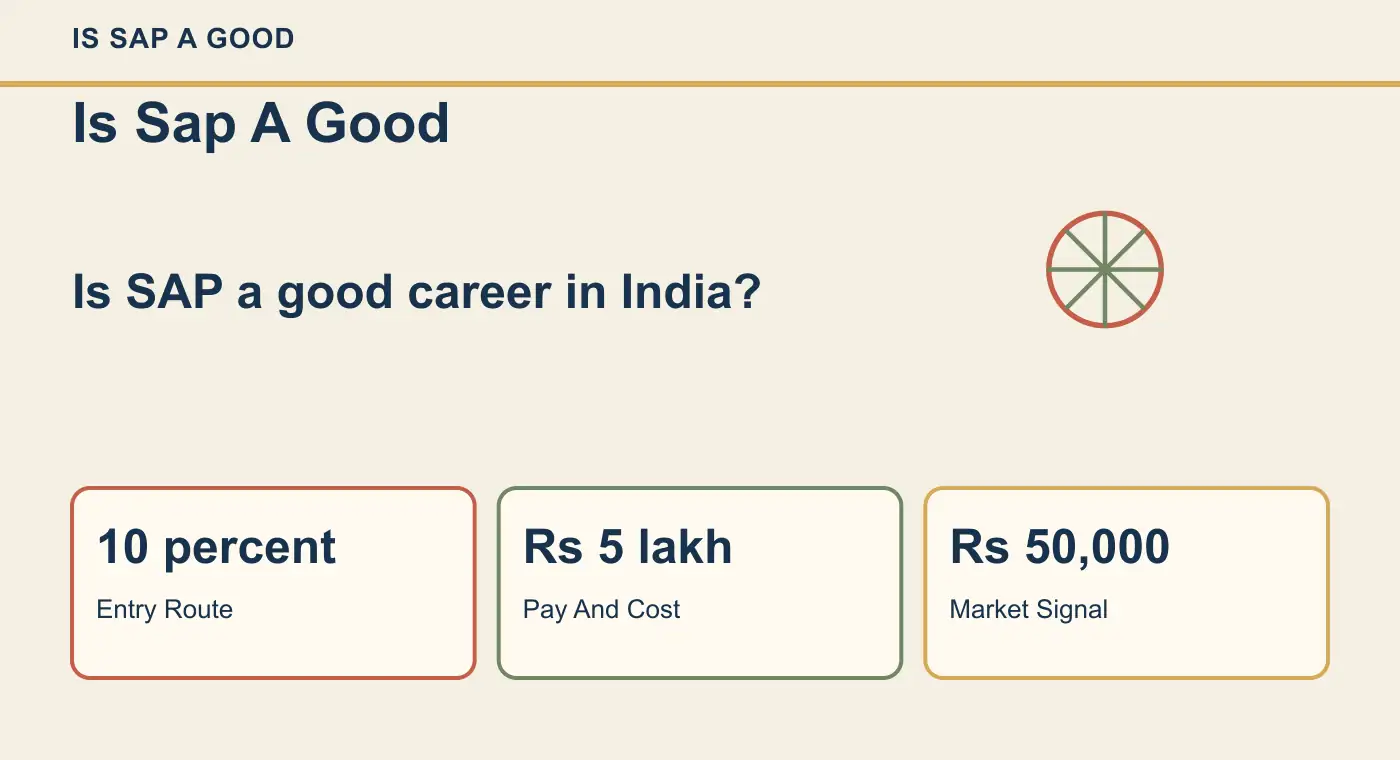 IS SAP A GOOD
Is Sap A Good
Is SAP a good career in India?
10 percent
Entry Route
Rs 5 lakh
Pay And Cost
Rs 50,000
Market Signal